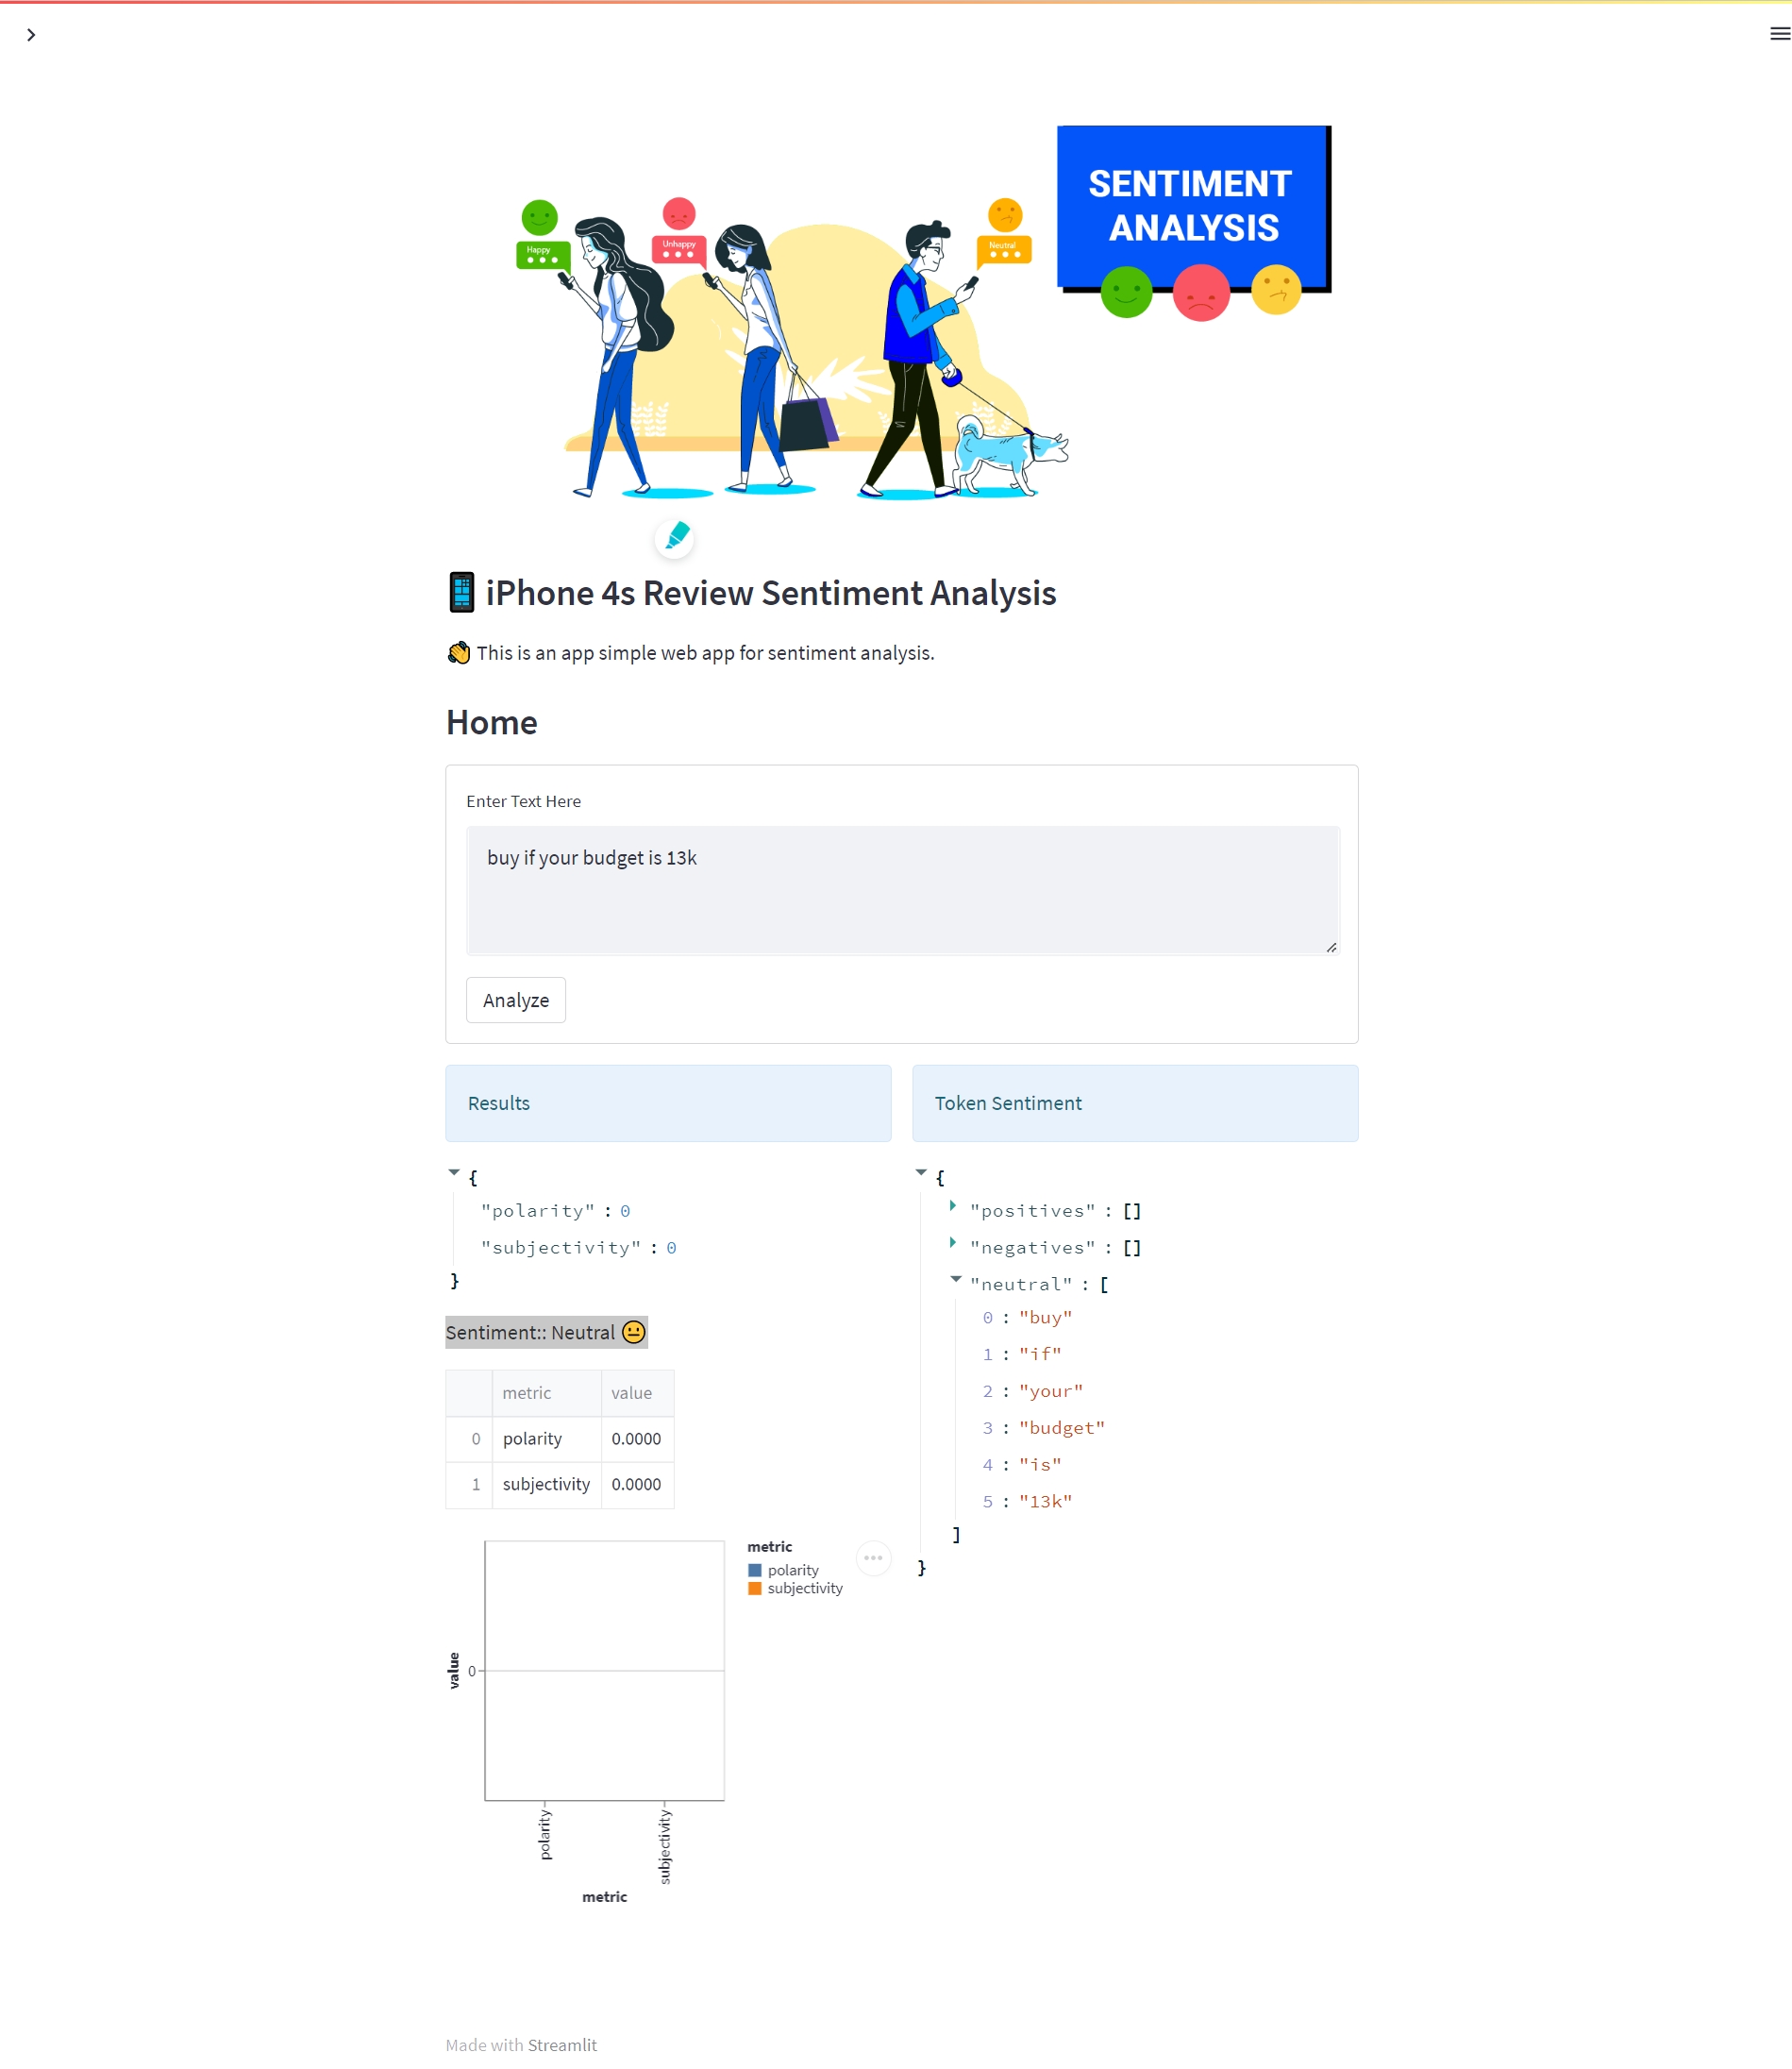 SENTIMENT
ANALYSIS
Happy
Unhappy
Neutral
📱 iPhone 4s Review Sentiment Analysis
👋 This is an app simple web app for sentiment analysis.
Home
Enter Text Here
buy if your budget is 13k
Analyze
Results
{
"polarity" : 0
"subjectivity" : 0
}
Sentiment:: Neutral 😐
metric value
0 polarity 0.0000
1 subjectivity 0.0000
metric
polarity
subjectivity
value
0
polarity
subjectivity
metric
Token Sentiment
{
"positives" : []
"negatives" : []
"neutral" : [
0 : "buy"
1 : "if"
2 : "your"
3 : "budget"
4 : "is"
5 : "13k"
]
}
Made with Streamlit